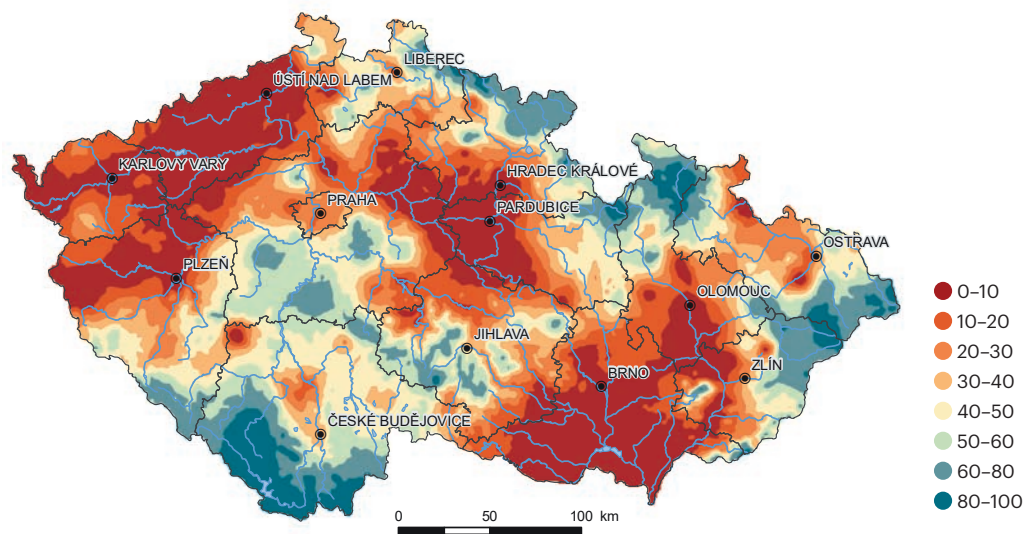 LIBEREC
ÚSTÍ NAD LABEM
KARLOVY VARY
HRADEC KRÁLOVÉ
PRAHA
PARDUBICE
OSTRAVA
PLZEŇ
OLOMOUC
JIHLAVA
ZLÍN
BRNO
ČESKÉ BUDĚJOVICE
0–10
10–20
20–30
30–40
40–50
50–60
60–80
80–100
0 50 100 km